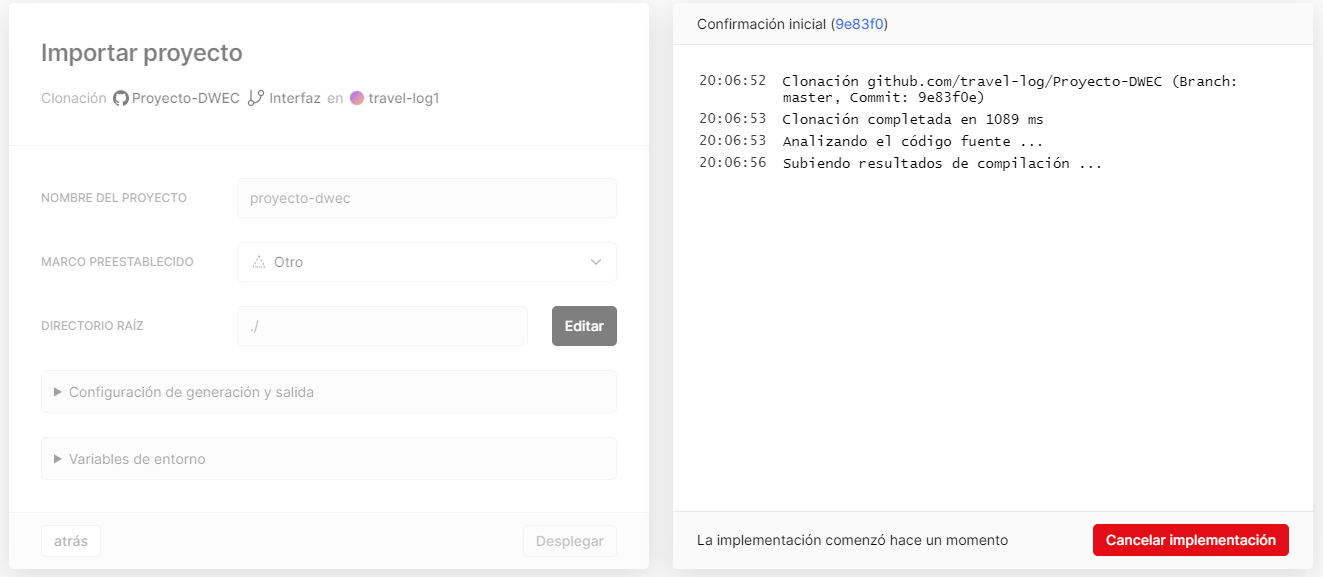 Importar proyecto
Clonación Proyecto-DWEC Interfaz en travel-log1
NOMBRE DEL PROYECTO proyecto-dwec
MARCO PREESTABLECIDO Otro
DIRECTORIO RAÍZ ./ Editar
Configuración de generación y salida
Variables de entorno
atrás Desplegar
Confirmación inicial (9e83f0)
20:06:52 Clonación github.com/travel-log/Proyecto-DWEC (Branch:
master, Commit: 9e83f0e)
20:06:53 Clonación completada en 1089 ms
20:06:53 Analizando el código fuente ...
20:06:56 Subiendo resultados de compilación ...
La implementación comenzó hace un momento Cancelar implementación